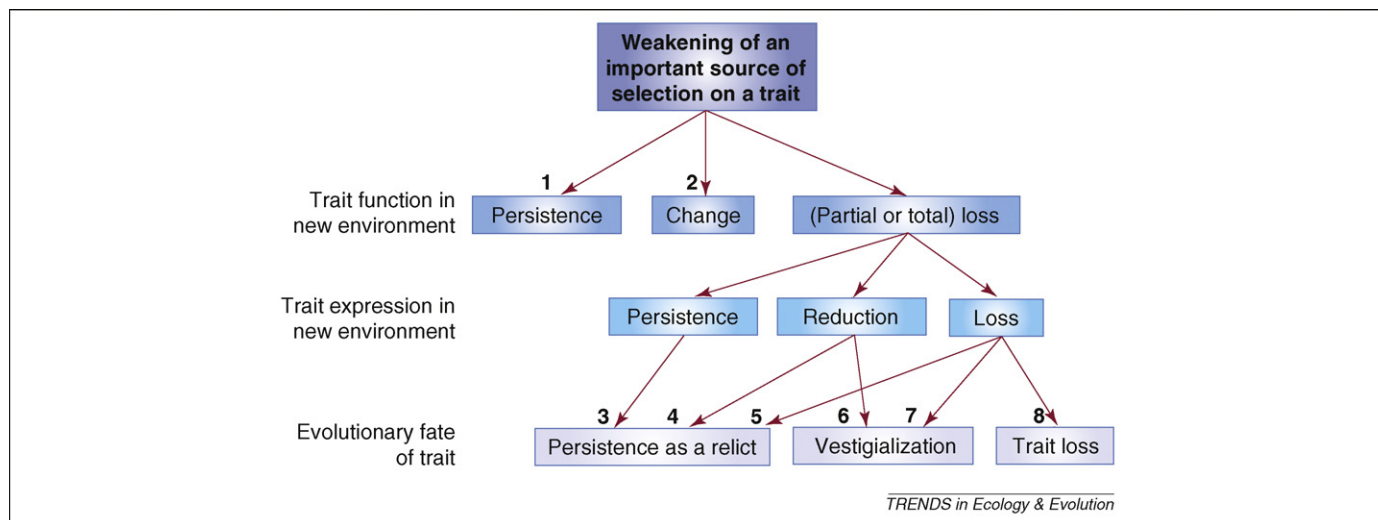 Weakening of an
important source of
selection on a trait
1
2
Trait function in
new environment
Persistence
Change
(Partial or total) loss
Trait expression in
new environment
Persistence
Reduction
Loss
3
4
5
6
7
8
Evolutionary fate
of trait
Persistence as a relict
Vestigialization
Trait loss
TRENDS in Ecology & Evolution